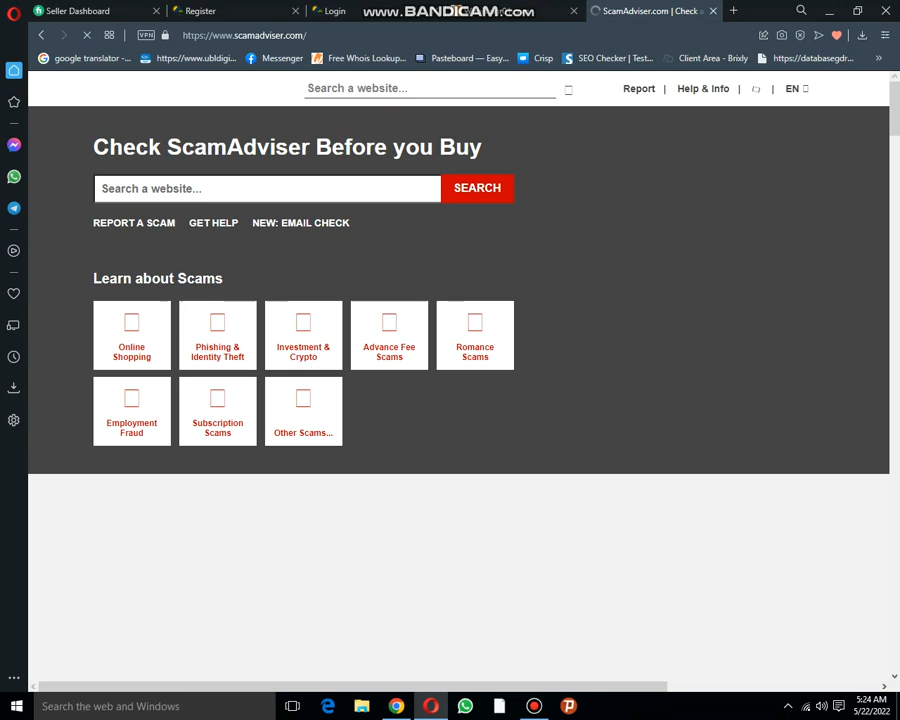 Seller Dashboard
Register
Login
www.BANDICAM.com
ScamAdviser.com | Check
VPN
https://www.scamadviser.com/
google translator -...
https://www.ubldigi...
Messenger
Free Whois Lookup...
Pasteboard — Easy...
Crisp
SEO Checker | Test...
Client Area - Brixly
https://databasegdr...
»
Search a website...
Report |
Help & Info |
|
EN
Check ScamAdviser Before you Buy
Search a website...
SEARCH
REPORT A SCAM
GET HELP
NEW: EMAIL CHECK
Learn about Scams
Online
Shopping
Phishing &
Identity Theft
Investment &
Crypto
Advance Fee
Scams
Romance
Scams
Employment
Fraud
Subscription
Scams
Other Scams...
Search the web and Windows
5:24 AM
5/22/2022